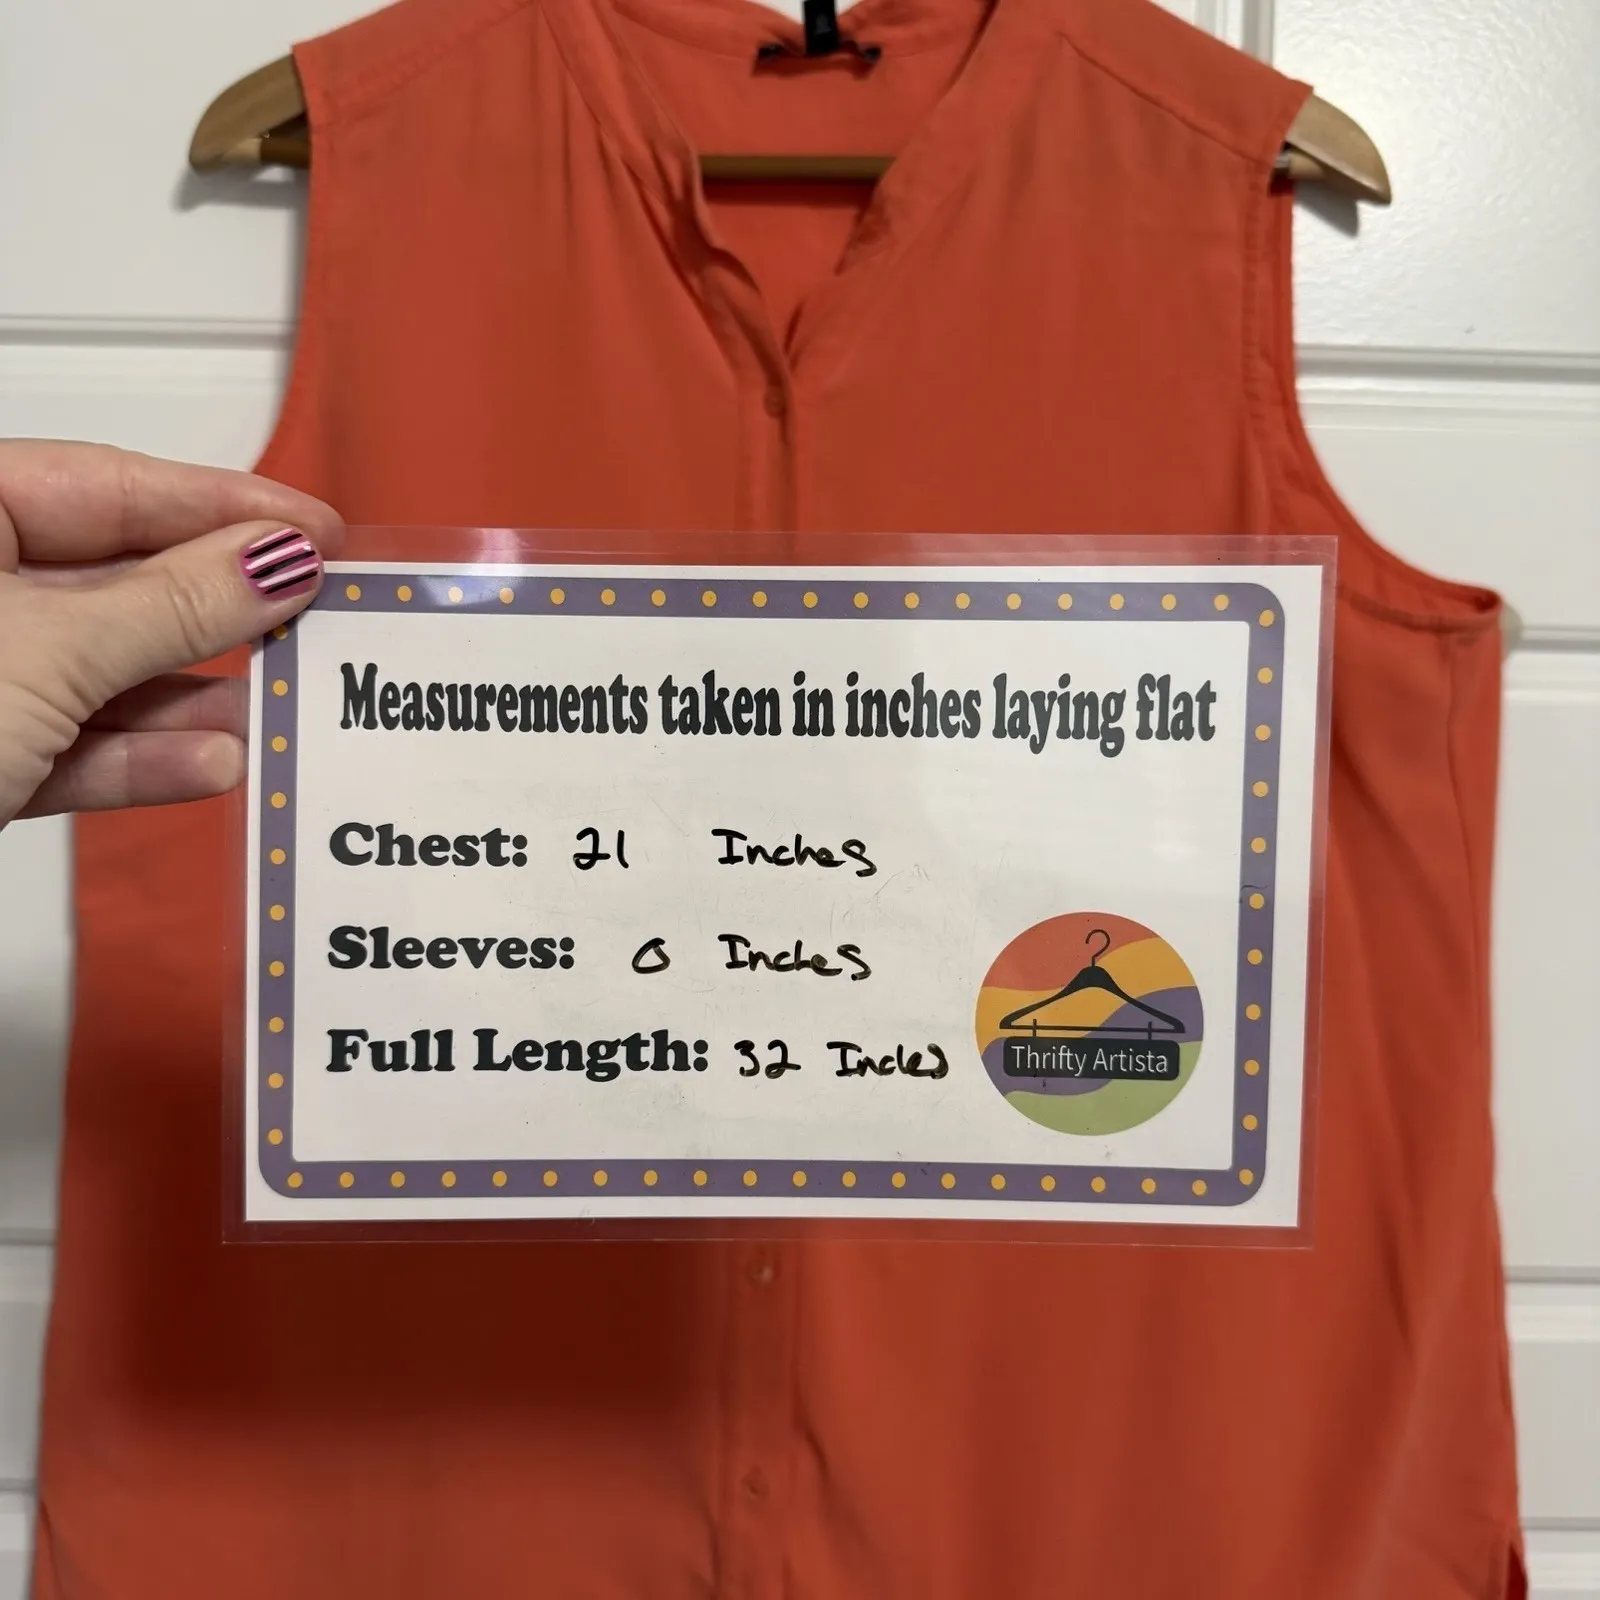 Measurements taken in inches laying flat
Chest: 21 Inches
Sleeves: 0 Inches
Full Length: 32 Inches
Thrifty Artista